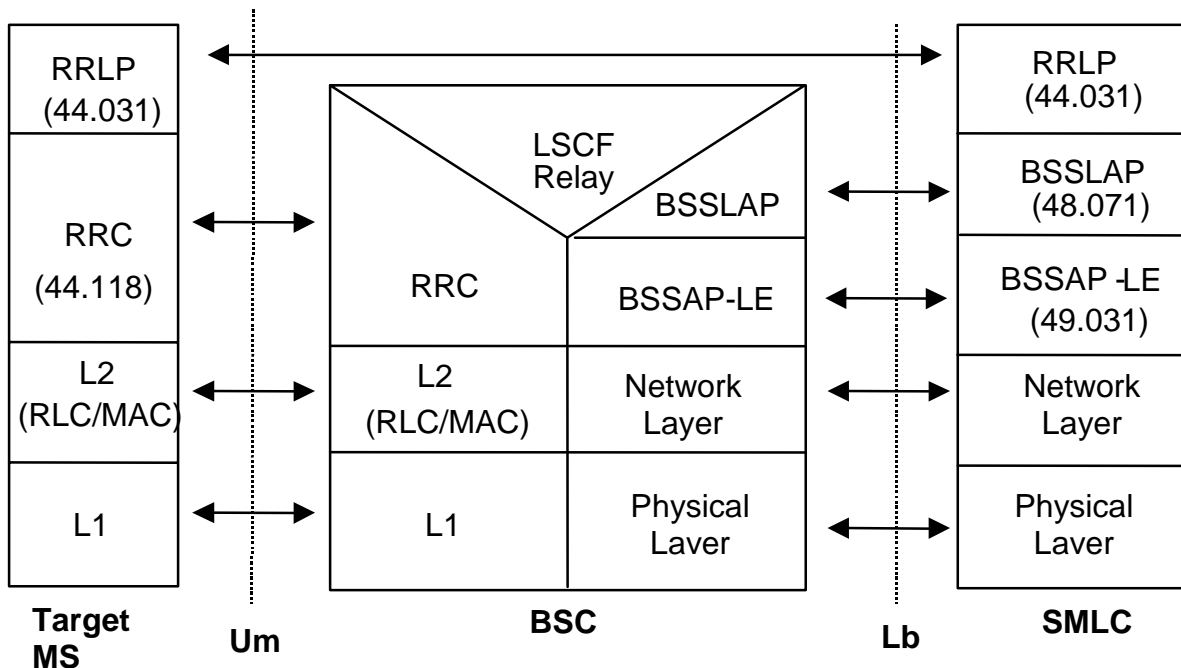 RRLP
(44.031)
RRC
(44.118)
L2
(RLC/MAC)
L1
Target
MS
Um
LSCF
Relay
BSSLAP
RRC
BSSAP-LE
L2
(RLC/MAC)
Network
Layer
L1
Physical
Laver
BSC
Lb
RRLP
(44.031)
BSSLAP
(48.071)
BSSAP-LE
(49.031)
Network
Layer
Physical
Laver
SMLC